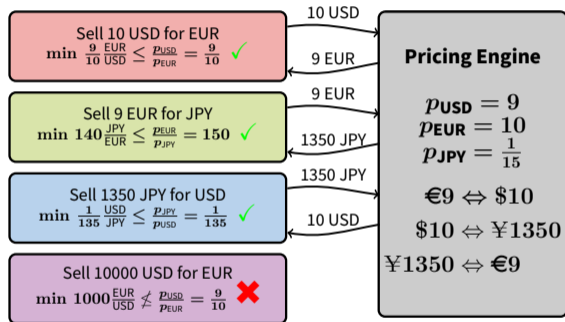 Sell 10 USD for EUR
min 9/10 EUR/USD ≤ p_USD/p_EUR = 9/10 ✓
10 USD
9 EUR
Sell 9 EUR for JPY
min 140 JPY/EUR ≤ p_EUR/p_JPY = 150 ✓
9 EUR
1350 JPY
Sell 1350 JPY for USD
min 1/135 USD/JPY ≤ p_JPY/p_USD = 1/135 ✓
1350 JPY
10 USD
Sell 10000 USD for EUR
min 1000 EUR/USD ≰ p_USD/p_EUR = 9/10 ✖
Pricing Engine
p_USD = 9
p_EUR = 10
p_JPY = 1/15
€9 ⇔ $10
$10 ⇔ ¥1350
¥1350 ⇔ €9